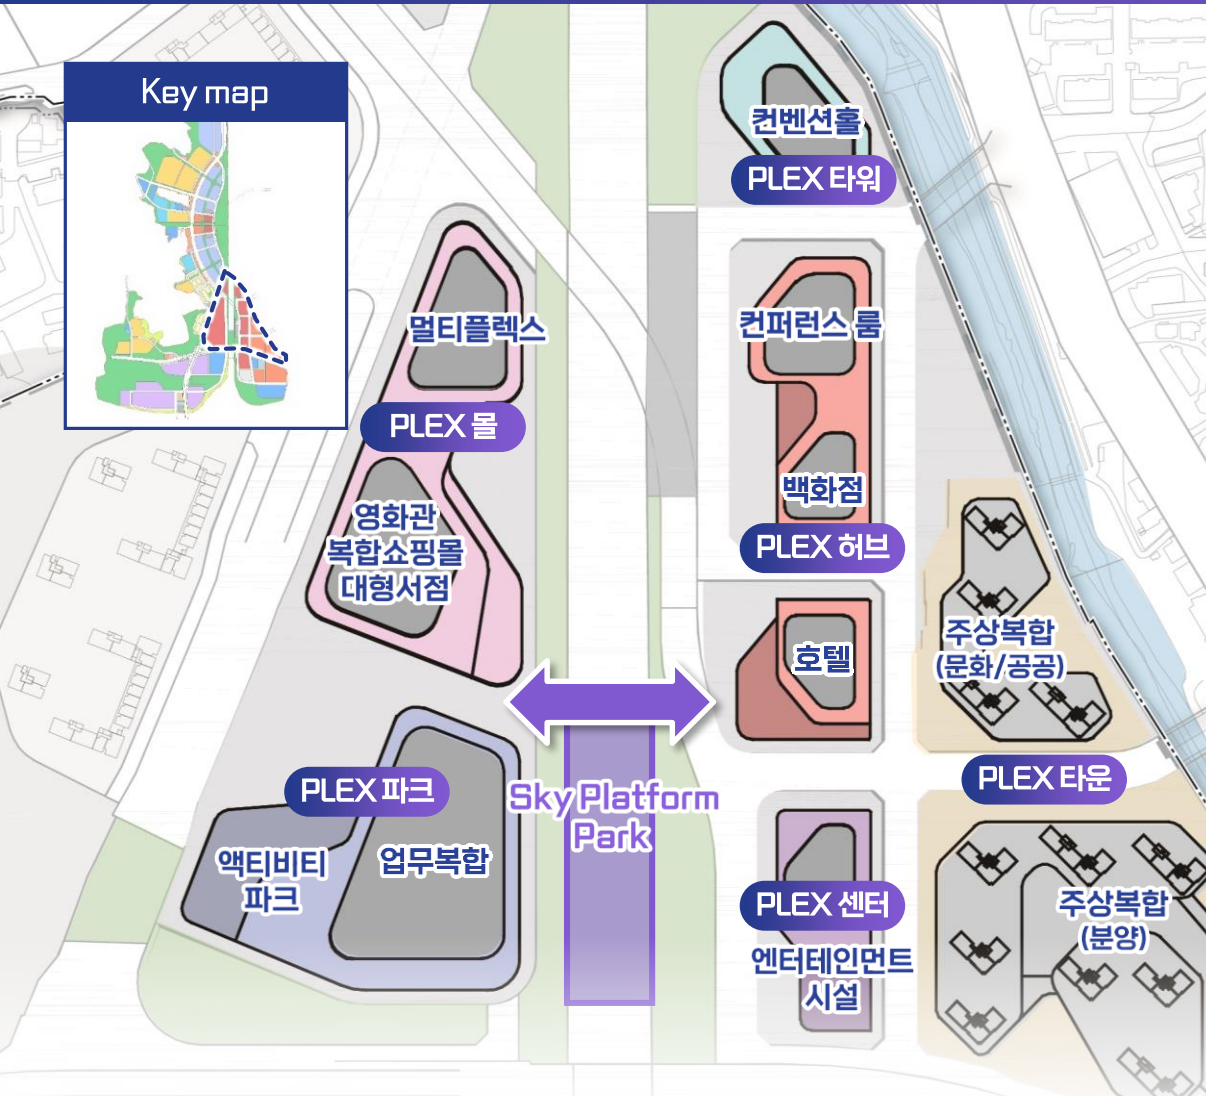 Key map
컨벤션홀
PLEX 타워
멀티플렉스
PLEX 몰
영화관
복합쇼핑몰
대형서점
컨퍼런스 룸
백화점
PLEX 허브
호텔
주상복합
(문화/공공)
PLEX 타운
PLEX 파크
액티비티
파크
업무복합
Sky Platform
Park
PLEX 센터
엔터테인먼트
시설
주상복합
(분양)